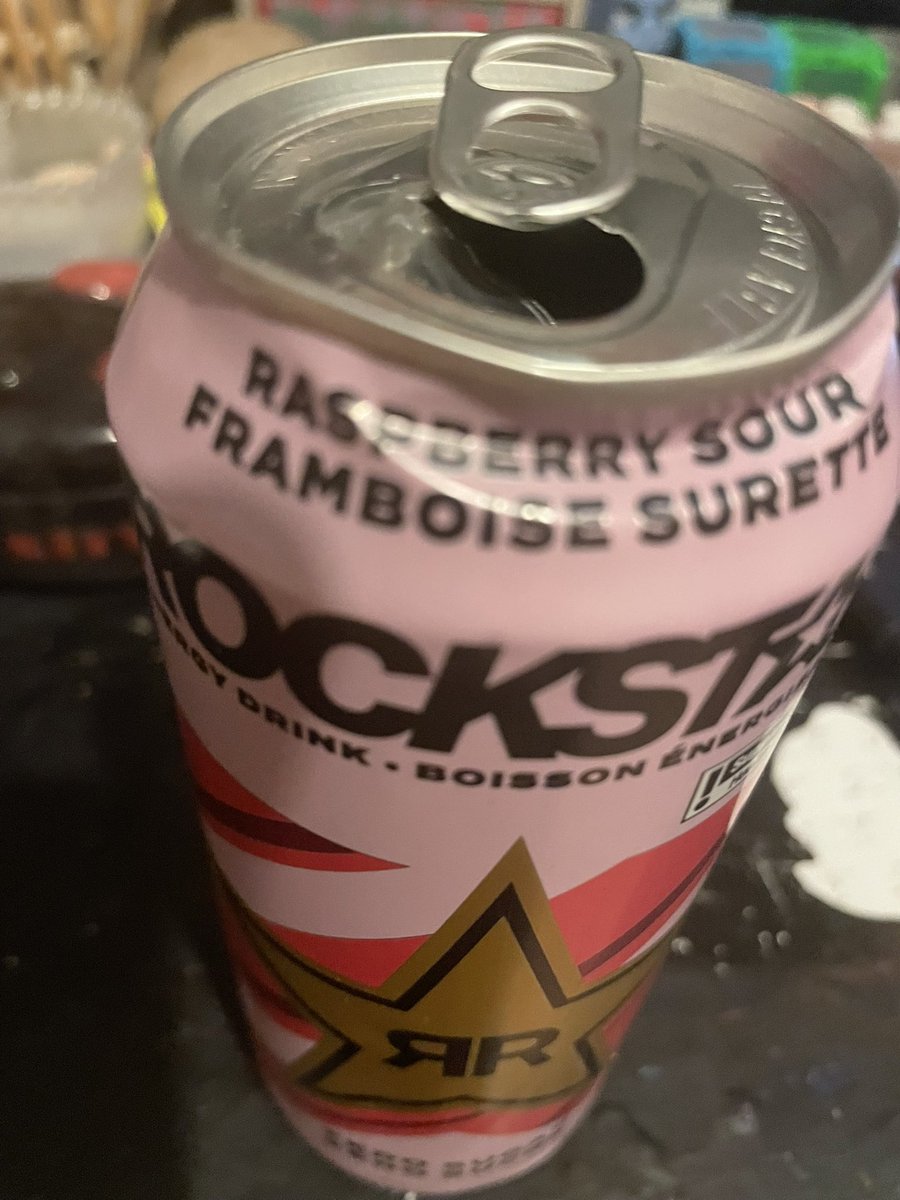 RASPBERRY SOUR
FRAMBOISE SURETTE
ROCKSTAR
ENERGY DRINK • BOISSON ÉNERGIE
RR